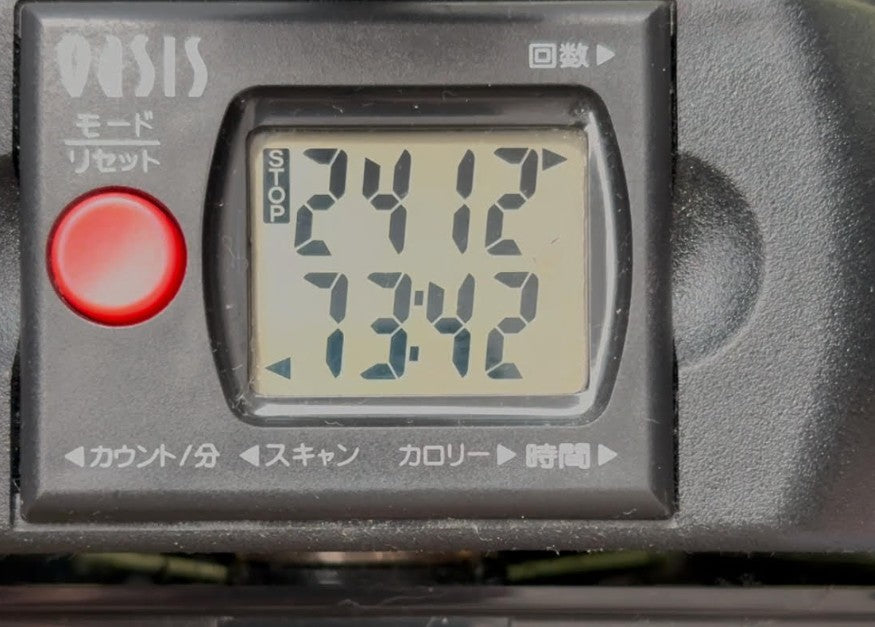 OASIS
回数▶
モード
リセット
STOP
2412
73:42
◀カウント/分 ◀スキャン カロリー▶ 時間▶